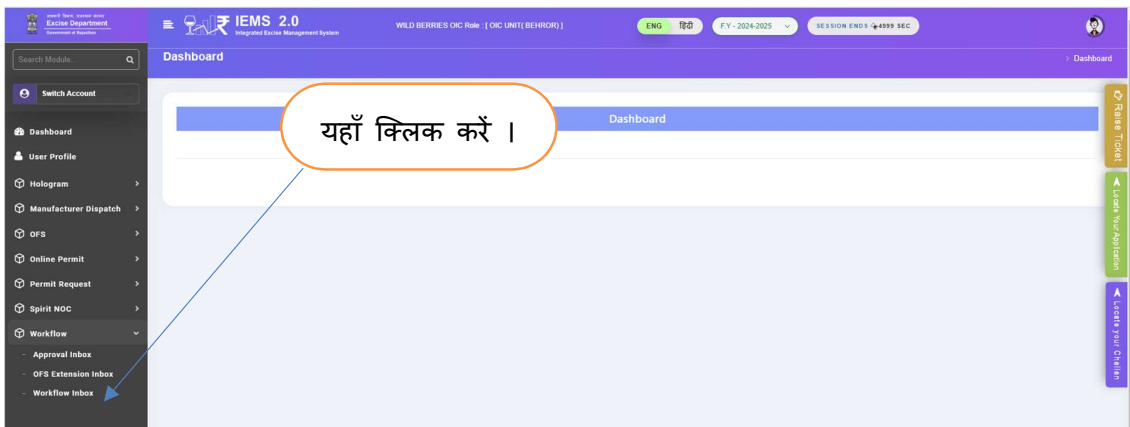 आबकारी विभाग, राजस्थान सरकार
Excise Department
Government of Rajasthan
IEMS 2.0
Integrated Excise Management System
WILD BERRIES OIC Role : [ OIC UNIT( BEHROR) ]
ENG हिंदी
F.Y - 2024-2025
SESSION ENDS 4999 SEC
Search Module..
Dashboard
> Dashboard
Switch Account
Dashboard
User Profile
Hologram
Manufacturer Dispatch
OFS
Online Permit
Permit Request
Spirit NOC
Workflow
- Approval Inbox
- OFS Extension Inbox
- Workflow Inbox
Dashboard
यहाँ क्लिक करें ।
Raise Ticket
Locate Your Application
Locate your Challen